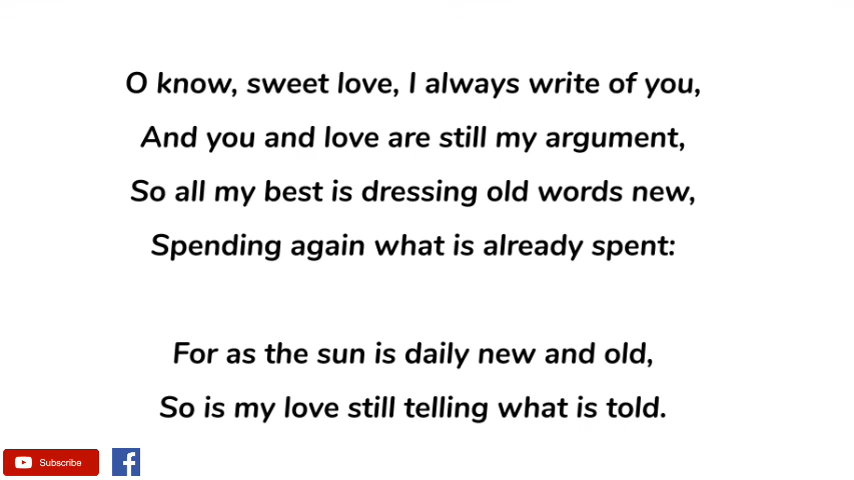 O know, sweet love, I always write of you,
And you and love are still my argument,
So all my best is dressing old words new,
Spending again what is already spent:
For as the sun is daily new and old,
So is my love still telling what is told.
Subscribe
f